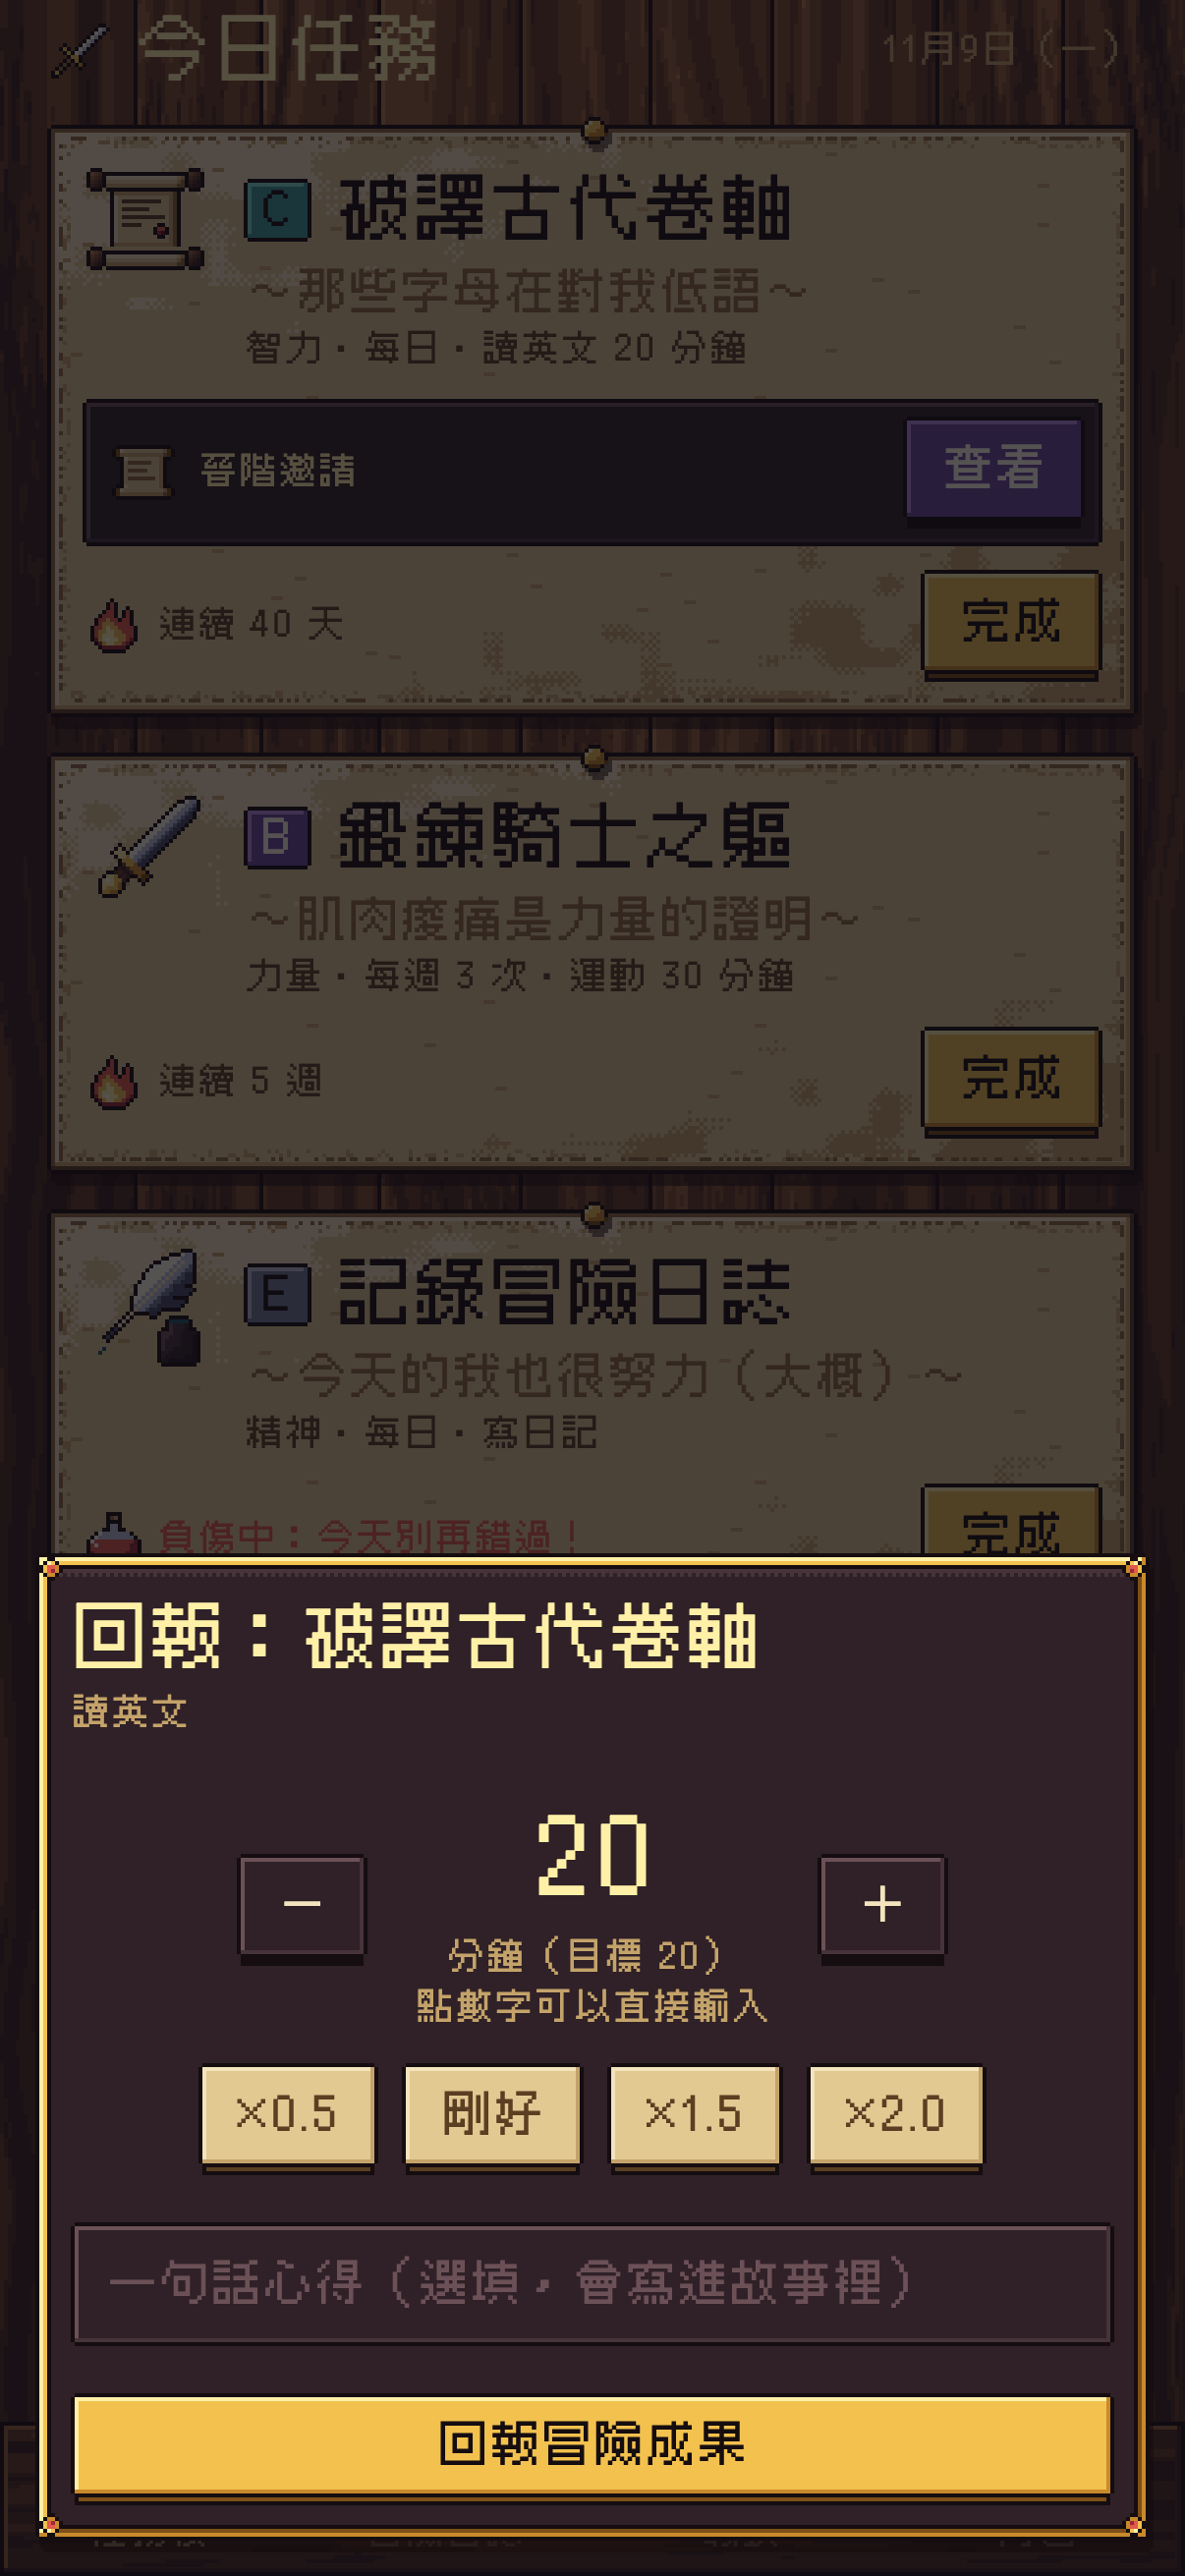 今日任務
11月9日（一）
C 破譯古代卷軸
～那些字母在對我低語～
智力・每日・讀英文 20 分鐘
晉階邀請
查看
連續 40 天
完成
B 鍛鍊騎士之軀
～肌肉痠痛是力量的證明～
力量・每週 3 次・運動 30 分鐘
連續 5 週
完成
E 記錄冒險日誌
～今天的我也很努力（大概）～
精神・每日・寫日記
負傷中：今天別再錯過！
完成
回報：破譯古代卷軸
讀英文
−
20
+
分鐘（目標 20）
點數字可以直接輸入
×0.5
剛好
×1.5
×2.0
一句話心得（選填，會寫進故事裡）
回報冒險成果